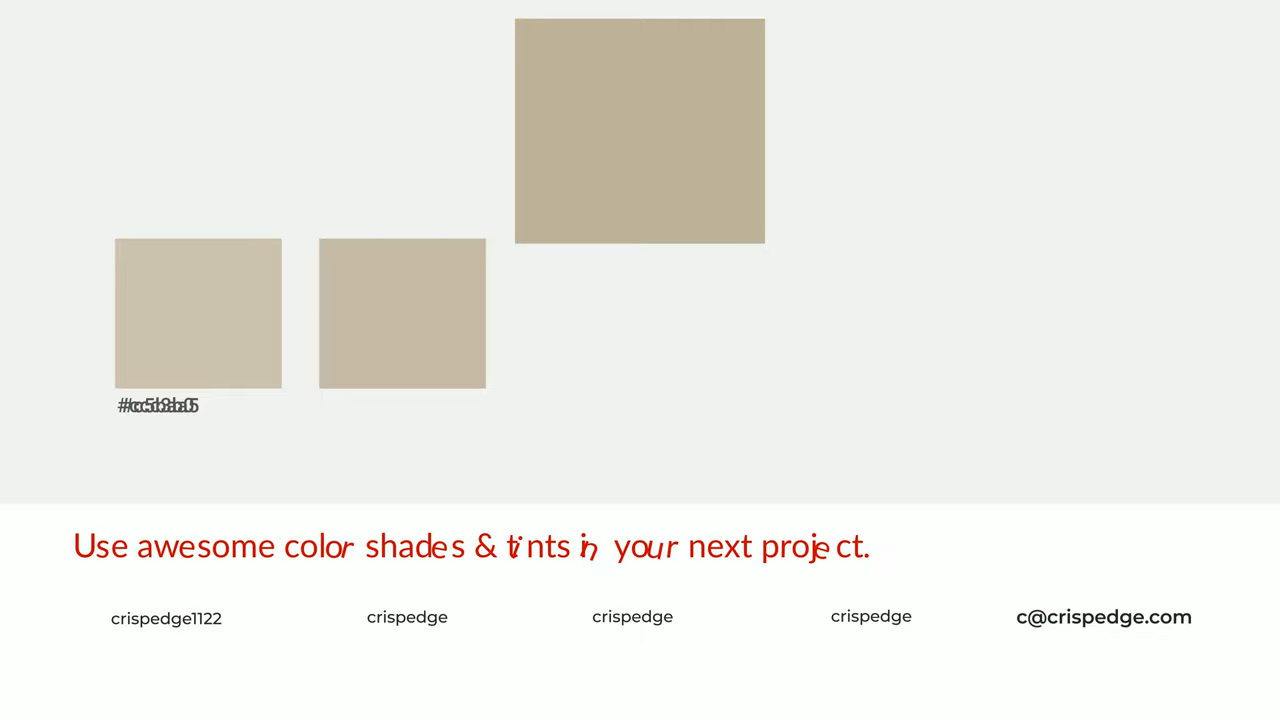 Use awesome color shades & tints in your next project.
crispedge1122 crispedge crispedge crispedge c@crispedge.com